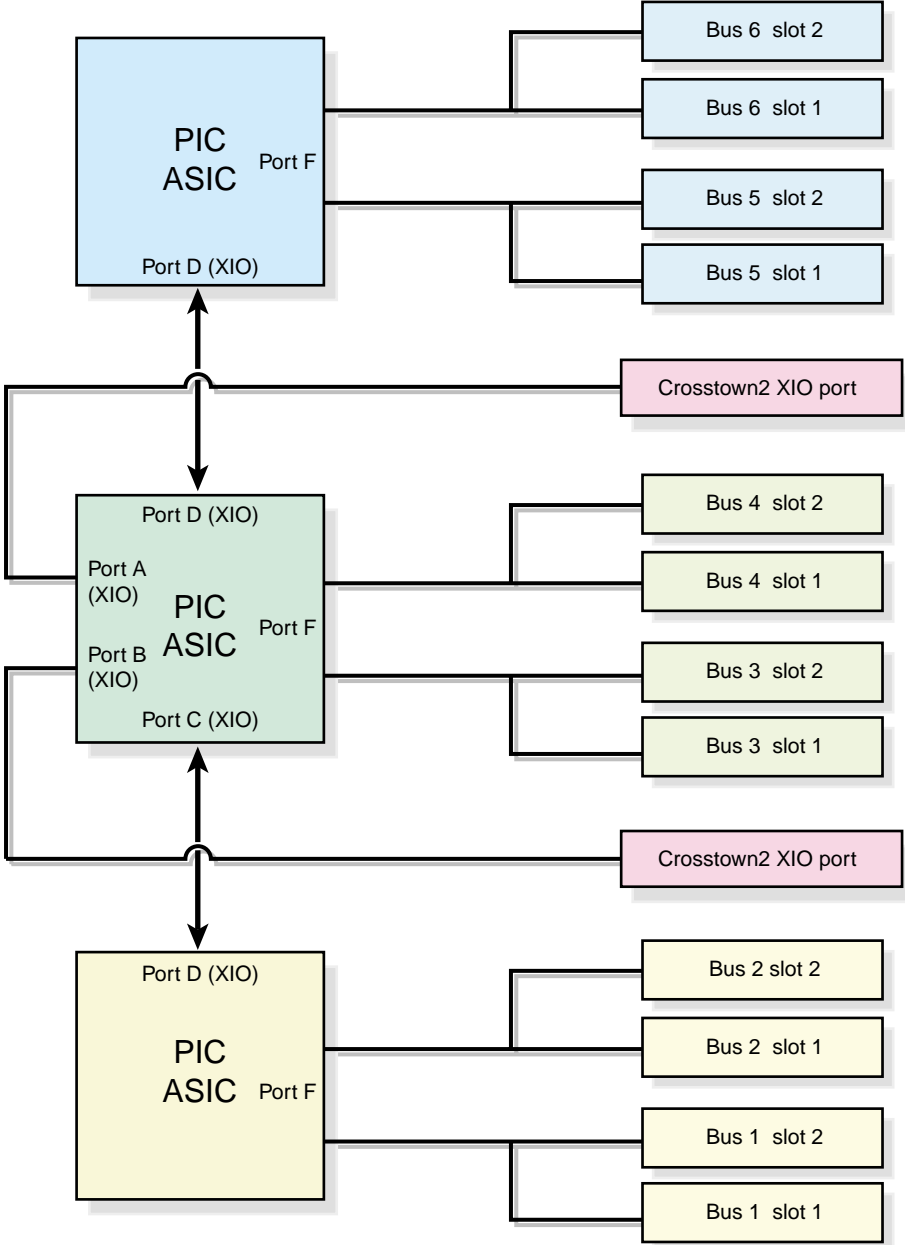 Bus 6 slot 2
Bus 6 slot 1
PIC
ASIC
Port F
Bus 5 slot 2
Bus 5 slot 1
Port D (XIO)
Crosstown2 XIO port
Port D (XIO)
Bus 4 slot 2
Port A
(XIO)
Bus 4 slot 1
PIC
ASIC
Port F
Port B
(XIO)
Bus 3 slot 2
Port C (XIO)
Bus 3 slot 1
Crosstown2 XIO port
Port D (XIO)
Bus 2 slot 2
Bus 2 slot 1
PIC
ASIC
Port F
Bus 1 slot 2
Bus 1 slot 1